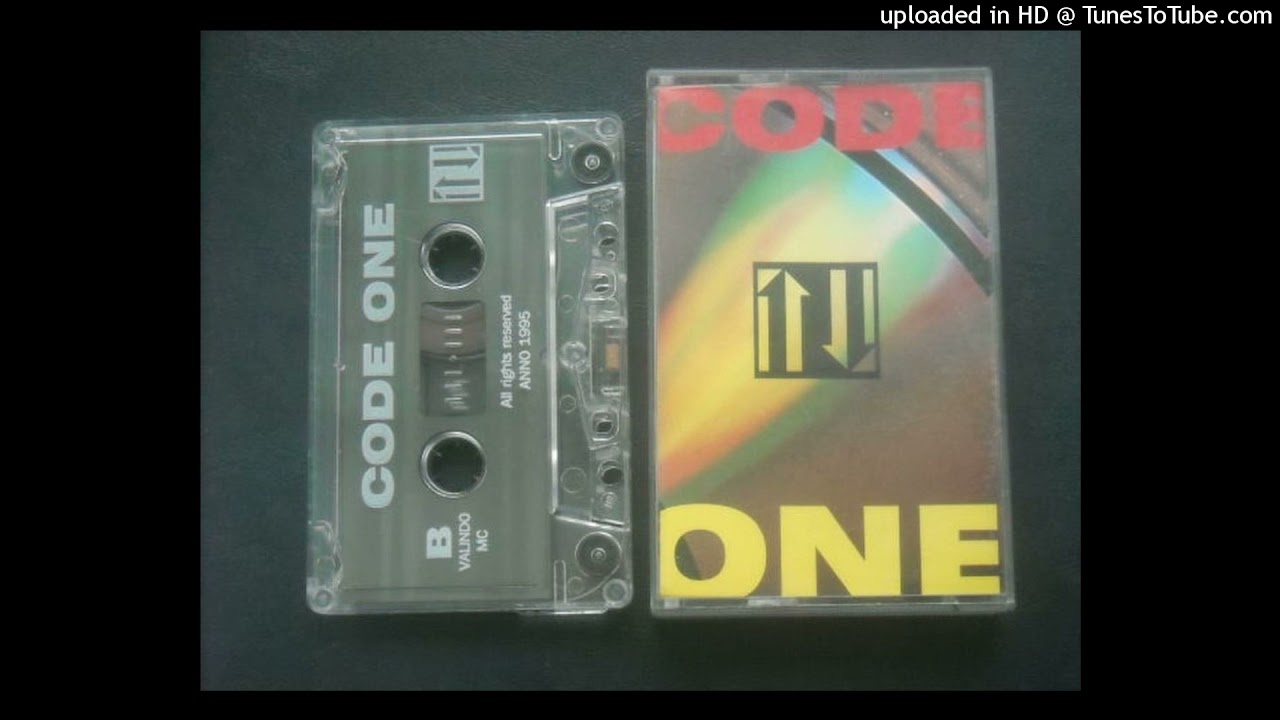 uploaded in HD @ TunesToTube.com
CODE ONE
All rights reserved
ANNO 1995
B
VALINDO
MC
CODE
ONE